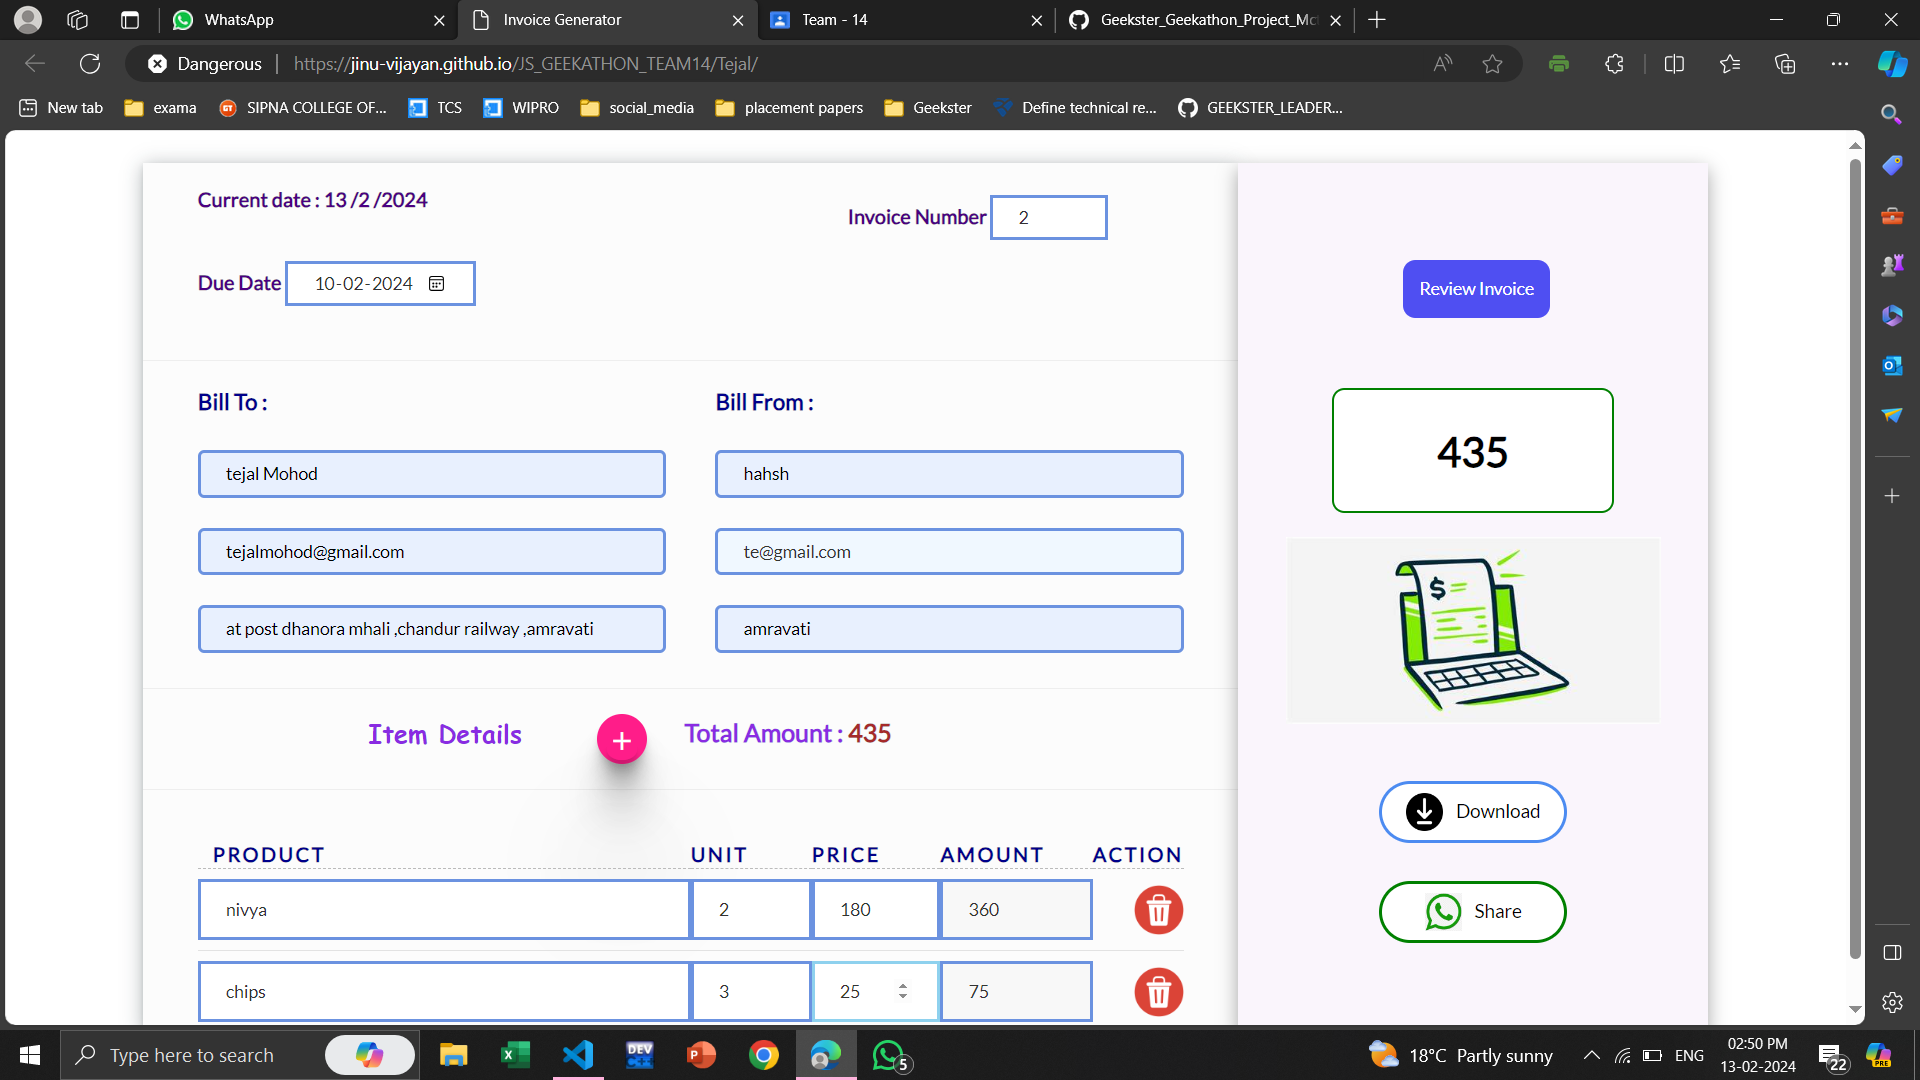 WhatsApp
Invoice Generator
Team - 14
Geekster_Geekathon_Project_Mc
Dangerous
https://jinu-vijayan.github.io/JS_GEEKATHON_TEAM14/Tejal/
New tab
exama
SIPNA COLLEGE OF...
TCS
WIPRO
social_media
placement papers
Geekster
Define technical re...
GEEKSTER_LEADER...
Current date : 13 /2 /2024
Invoice Number 2
Due Date 10-02-2024
Review Invoice
Bill To :
Bill From :
435
tejal Mohod
hahsh
tejalmohod@gmail.com
te@gmail.com
$
at post dhanora mhali ,chandur railway ,amravati
amravati
Item Details
+
Total Amount : 435
Download
PRODUCT UNIT PRICE AMOUNT ACTION
nivya 2 180 360
Share
chips 3 25 75
Type here to search
DEV
5
18°C Partly sunny
ENG
02:50 PM
13-02-2024
22
PRE